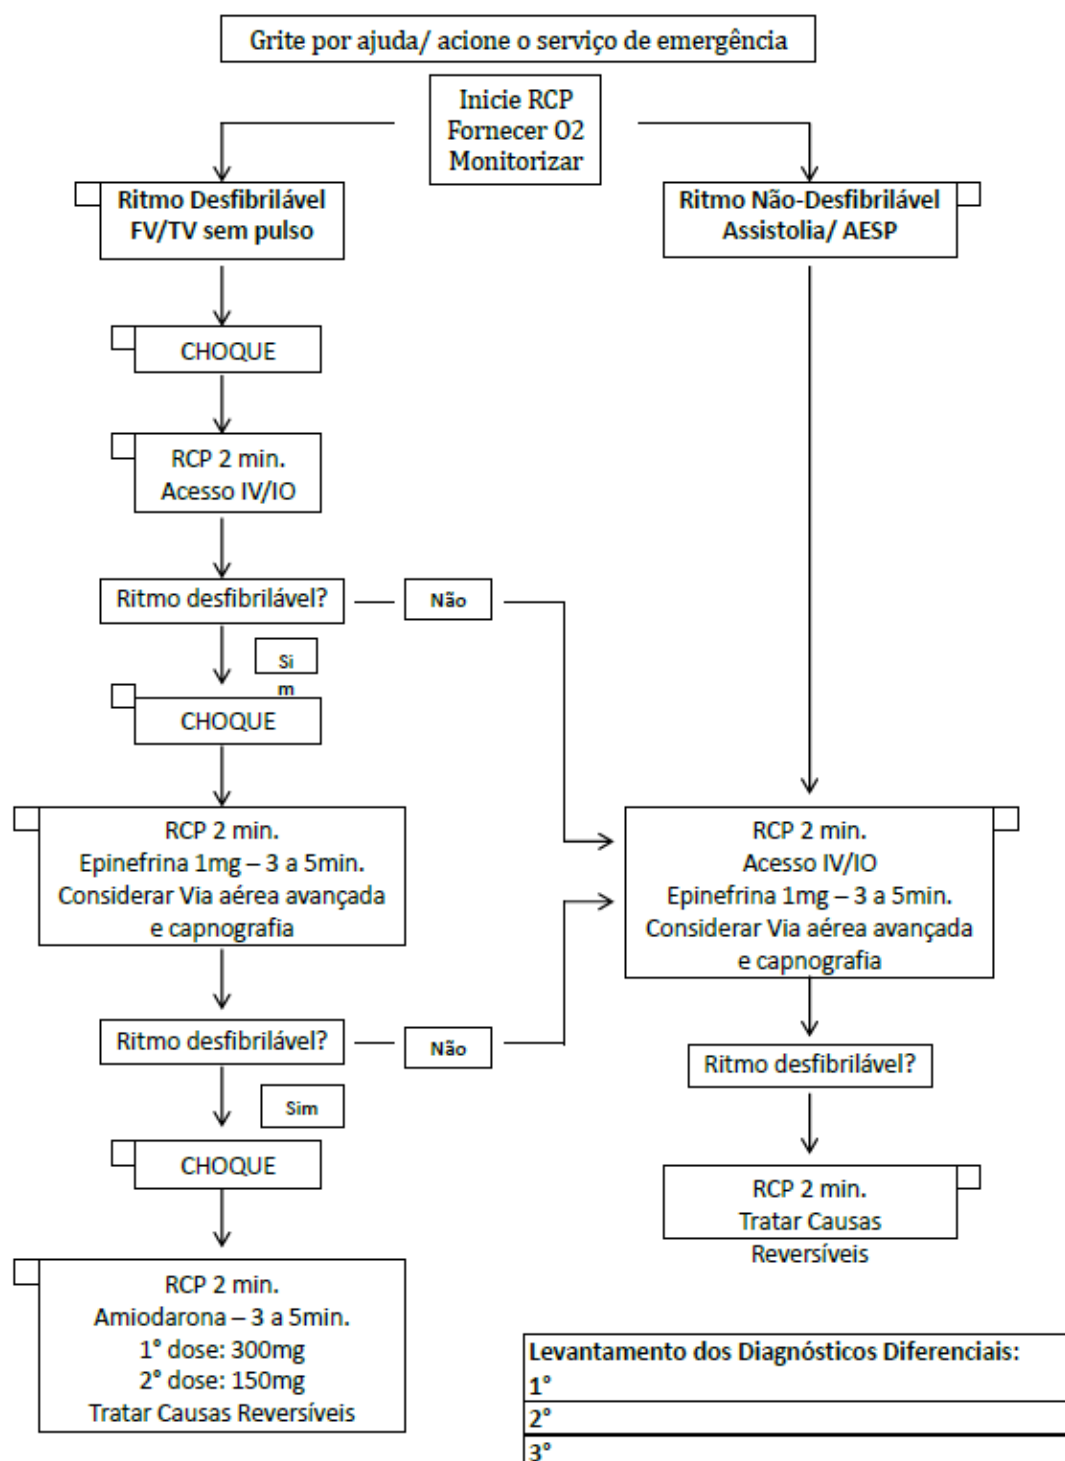 Grite por ajuda/ acione o serviço de emergência
Inicie RCP
Fornecer O2
Monitorizar
Ritmo Desfibrilável
FV/TV sem pulso
Ritmo Não-Desfibrilável
Assistolia/ AESP
CHOQUE
RCP 2 min.
Acesso IV/IO
Ritmo desfibrilável?
Não
Si
m
CHOQUE
RCP 2 min.
Epinefrina 1mg – 3 a 5min.
Considerar Via aérea avançada
e capnografia
RCP 2 min.
Acesso IV/IO
Epinefrina 1mg – 3 a 5min.
Considerar Via aérea avançada
e capnografia
Ritmo desfibrilável?
Não
Sim
Ritmo desfibrilável?
CHOQUE
RCP 2 min.
Tratar Causas
Reversíveis
RCP 2 min.
Amiodarona – 3 a 5min.
1° dose: 300mg
2° dose: 150mg
Tratar Causas Reversíveis
Levantamento dos Diagnósticos Diferenciais:
1°
2°
3°